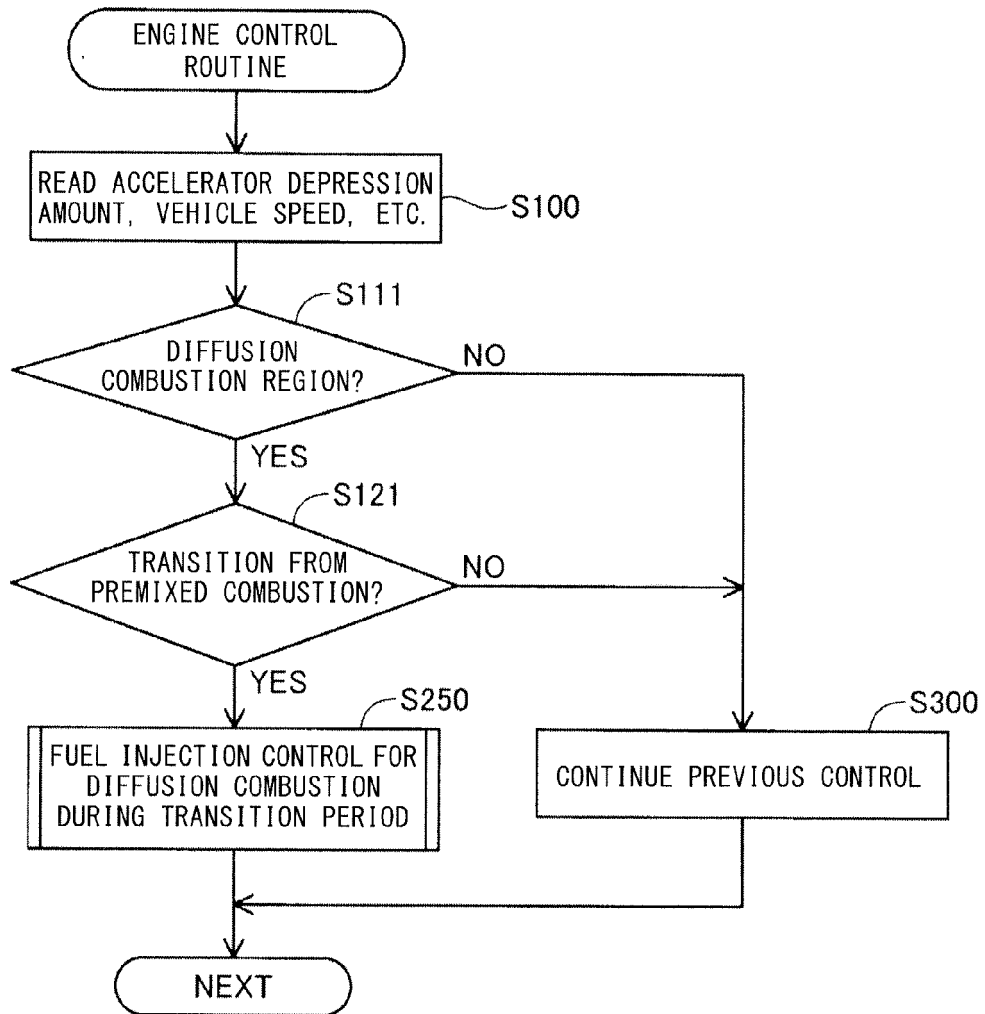 ENGINE CONTROL
ROUTINE
READ ACCELERATOR DEPRESSION
AMOUNT, VEHICLE SPEED, ETC.
S100
S111
DIFFUSION
COMBUSTION REGION?
NO
YES
S121
TRANSITION FROM
PREMIXED COMBUSTION?
NO
YES
S250
FUEL INJECTION CONTROL FOR
DIFFUSION COMBUSTION
DURING TRANSITION PERIOD
S300
CONTINUE PREVIOUS CONTROL
NEXT